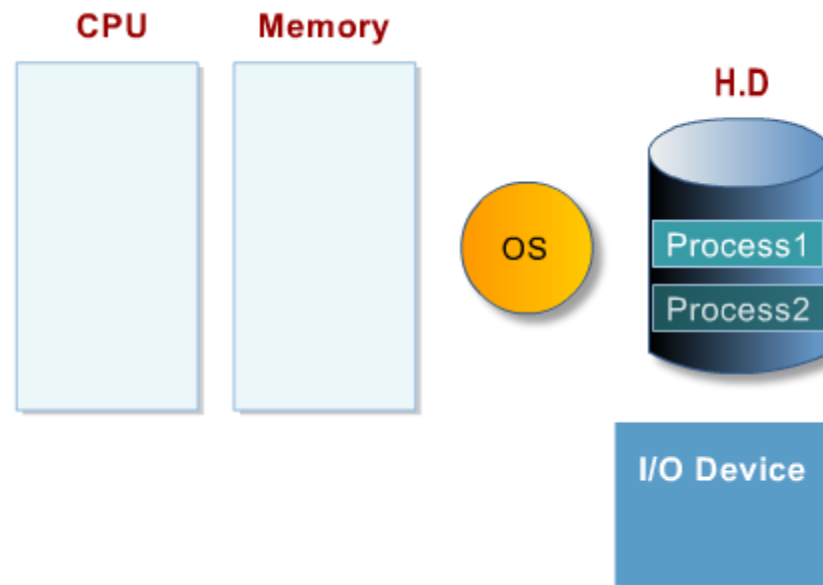 CPU
Memory
H.D
OS
Process1
Process2
I/O Device